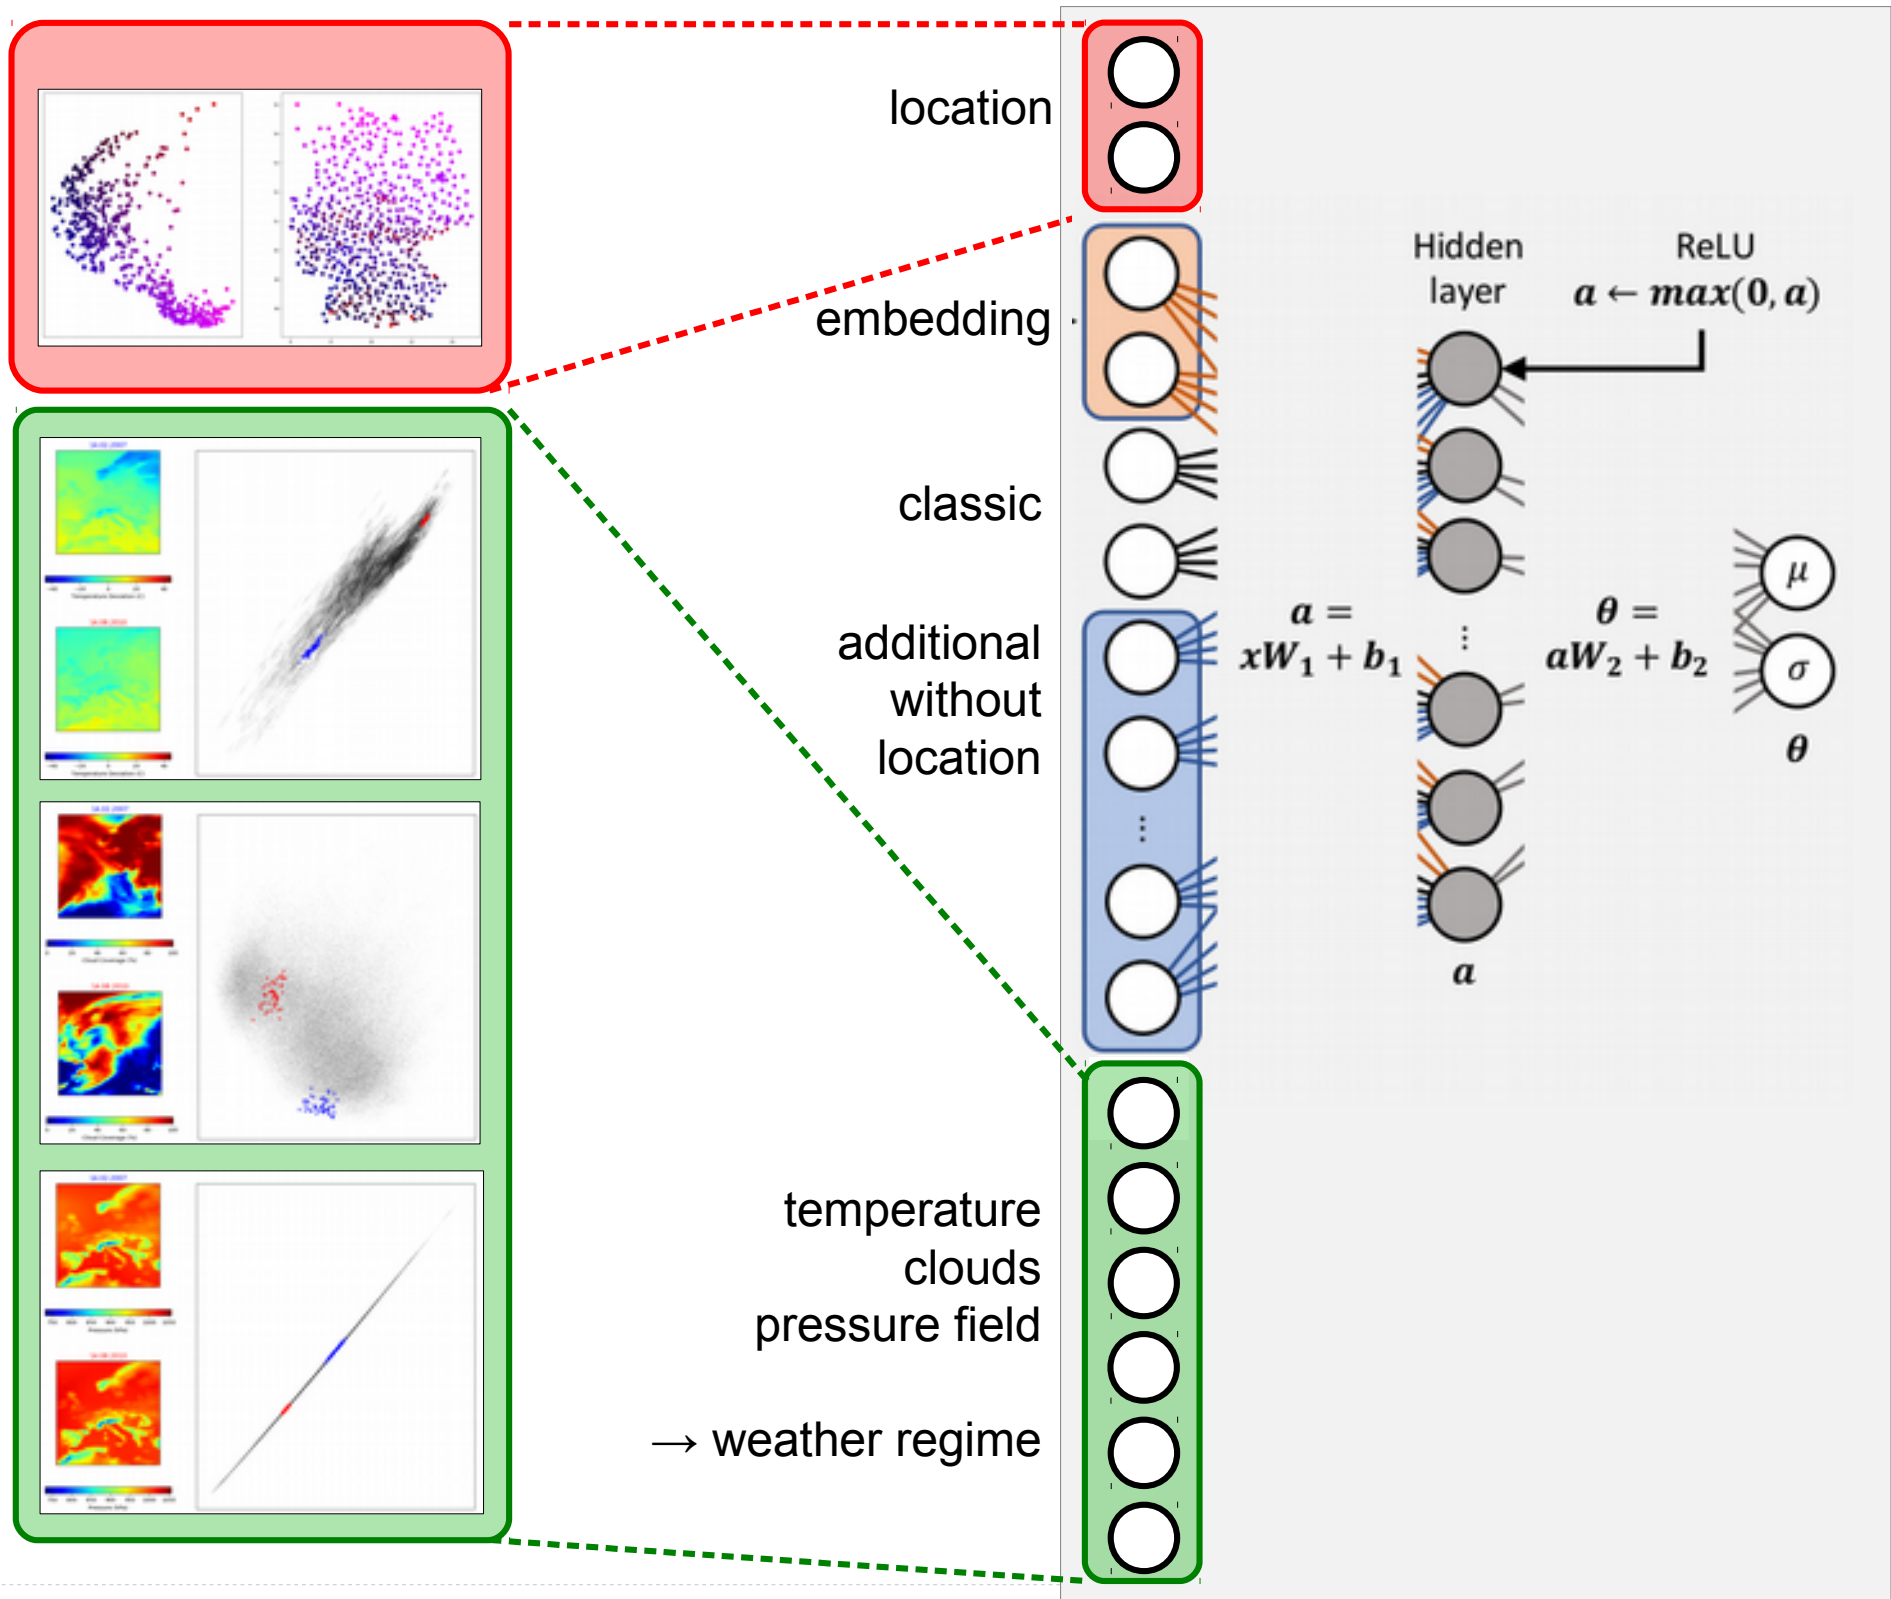 location
embedding
classic
additional
without
location
temperature
clouds
pressure field
→ weather regime
Hidden
layer
ReLU
a ← max(0, a)
a =
xW₁ + b₁
⋮
⋮
a
θ =
aW₂ + b₂
μ
σ
θ